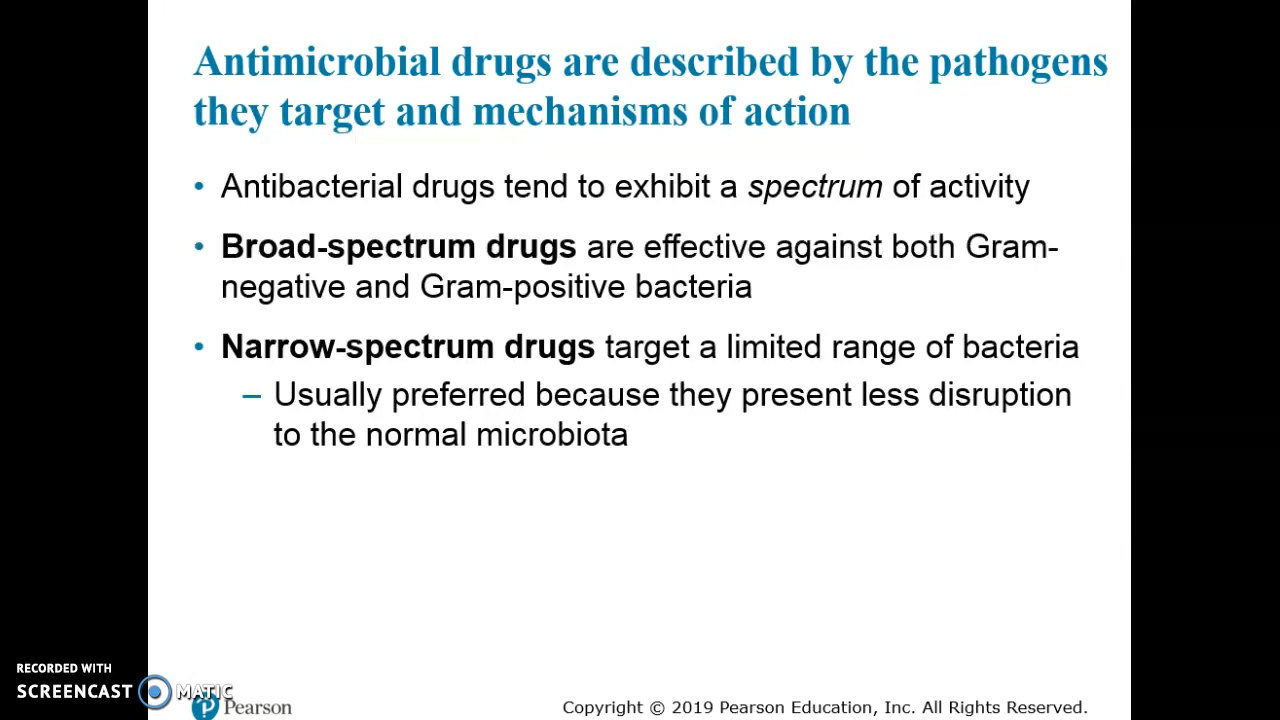 Antimicrobial drugs are described by the pathogens
they target and mechanisms of action
• Antibacterial drugs tend to exhibit a spectrum of activity
• Broad-spectrum drugs are effective against both Gram-
negative and Gram-positive bacteria
• Narrow-spectrum drugs target a limited range of bacteria
– Usually preferred because they present less disruption
to the normal microbiota
RECORDED WITH
SCREENCAST MATIC
P Pearson
Copyright © 2019 Pearson Education, Inc. All Rights Reserved.